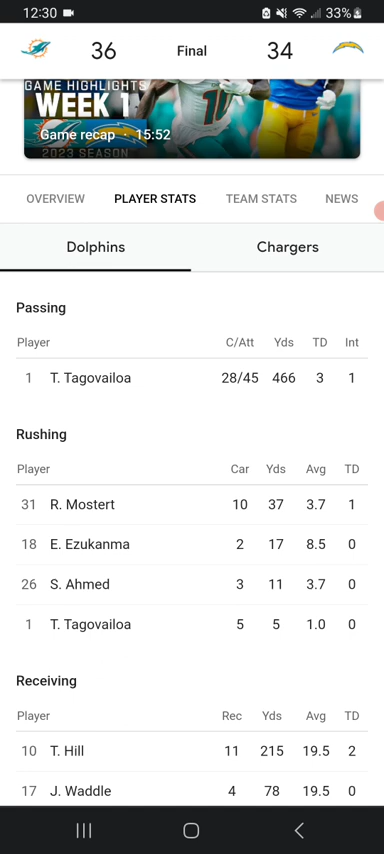 12:30 33%
36 Final 34
GAME HIGHLIGHTS
WEEK 1
Game recap · 15:52
2023 SEASON
OVERVIEW PLAYER STATS TEAM STATS NEWS
Dolphins Chargers
Passing
Player C/Att Yds TD Int
1 T. Tagovailoa 28/45 466 3 1
Rushing
Player Car Yds Avg TD
31 R. Mostert 10 37 3.7 1
18 E. Ezukanma 2 17 8.5 0
26 S. Ahmed 3 11 3.7 0
1 T. Tagovailoa 5 5 1.0 0
Receiving
Player Rec Yds Avg TD
10 T. Hill 11 215 19.5 2
17 J. Waddle 4 78 19.5 0